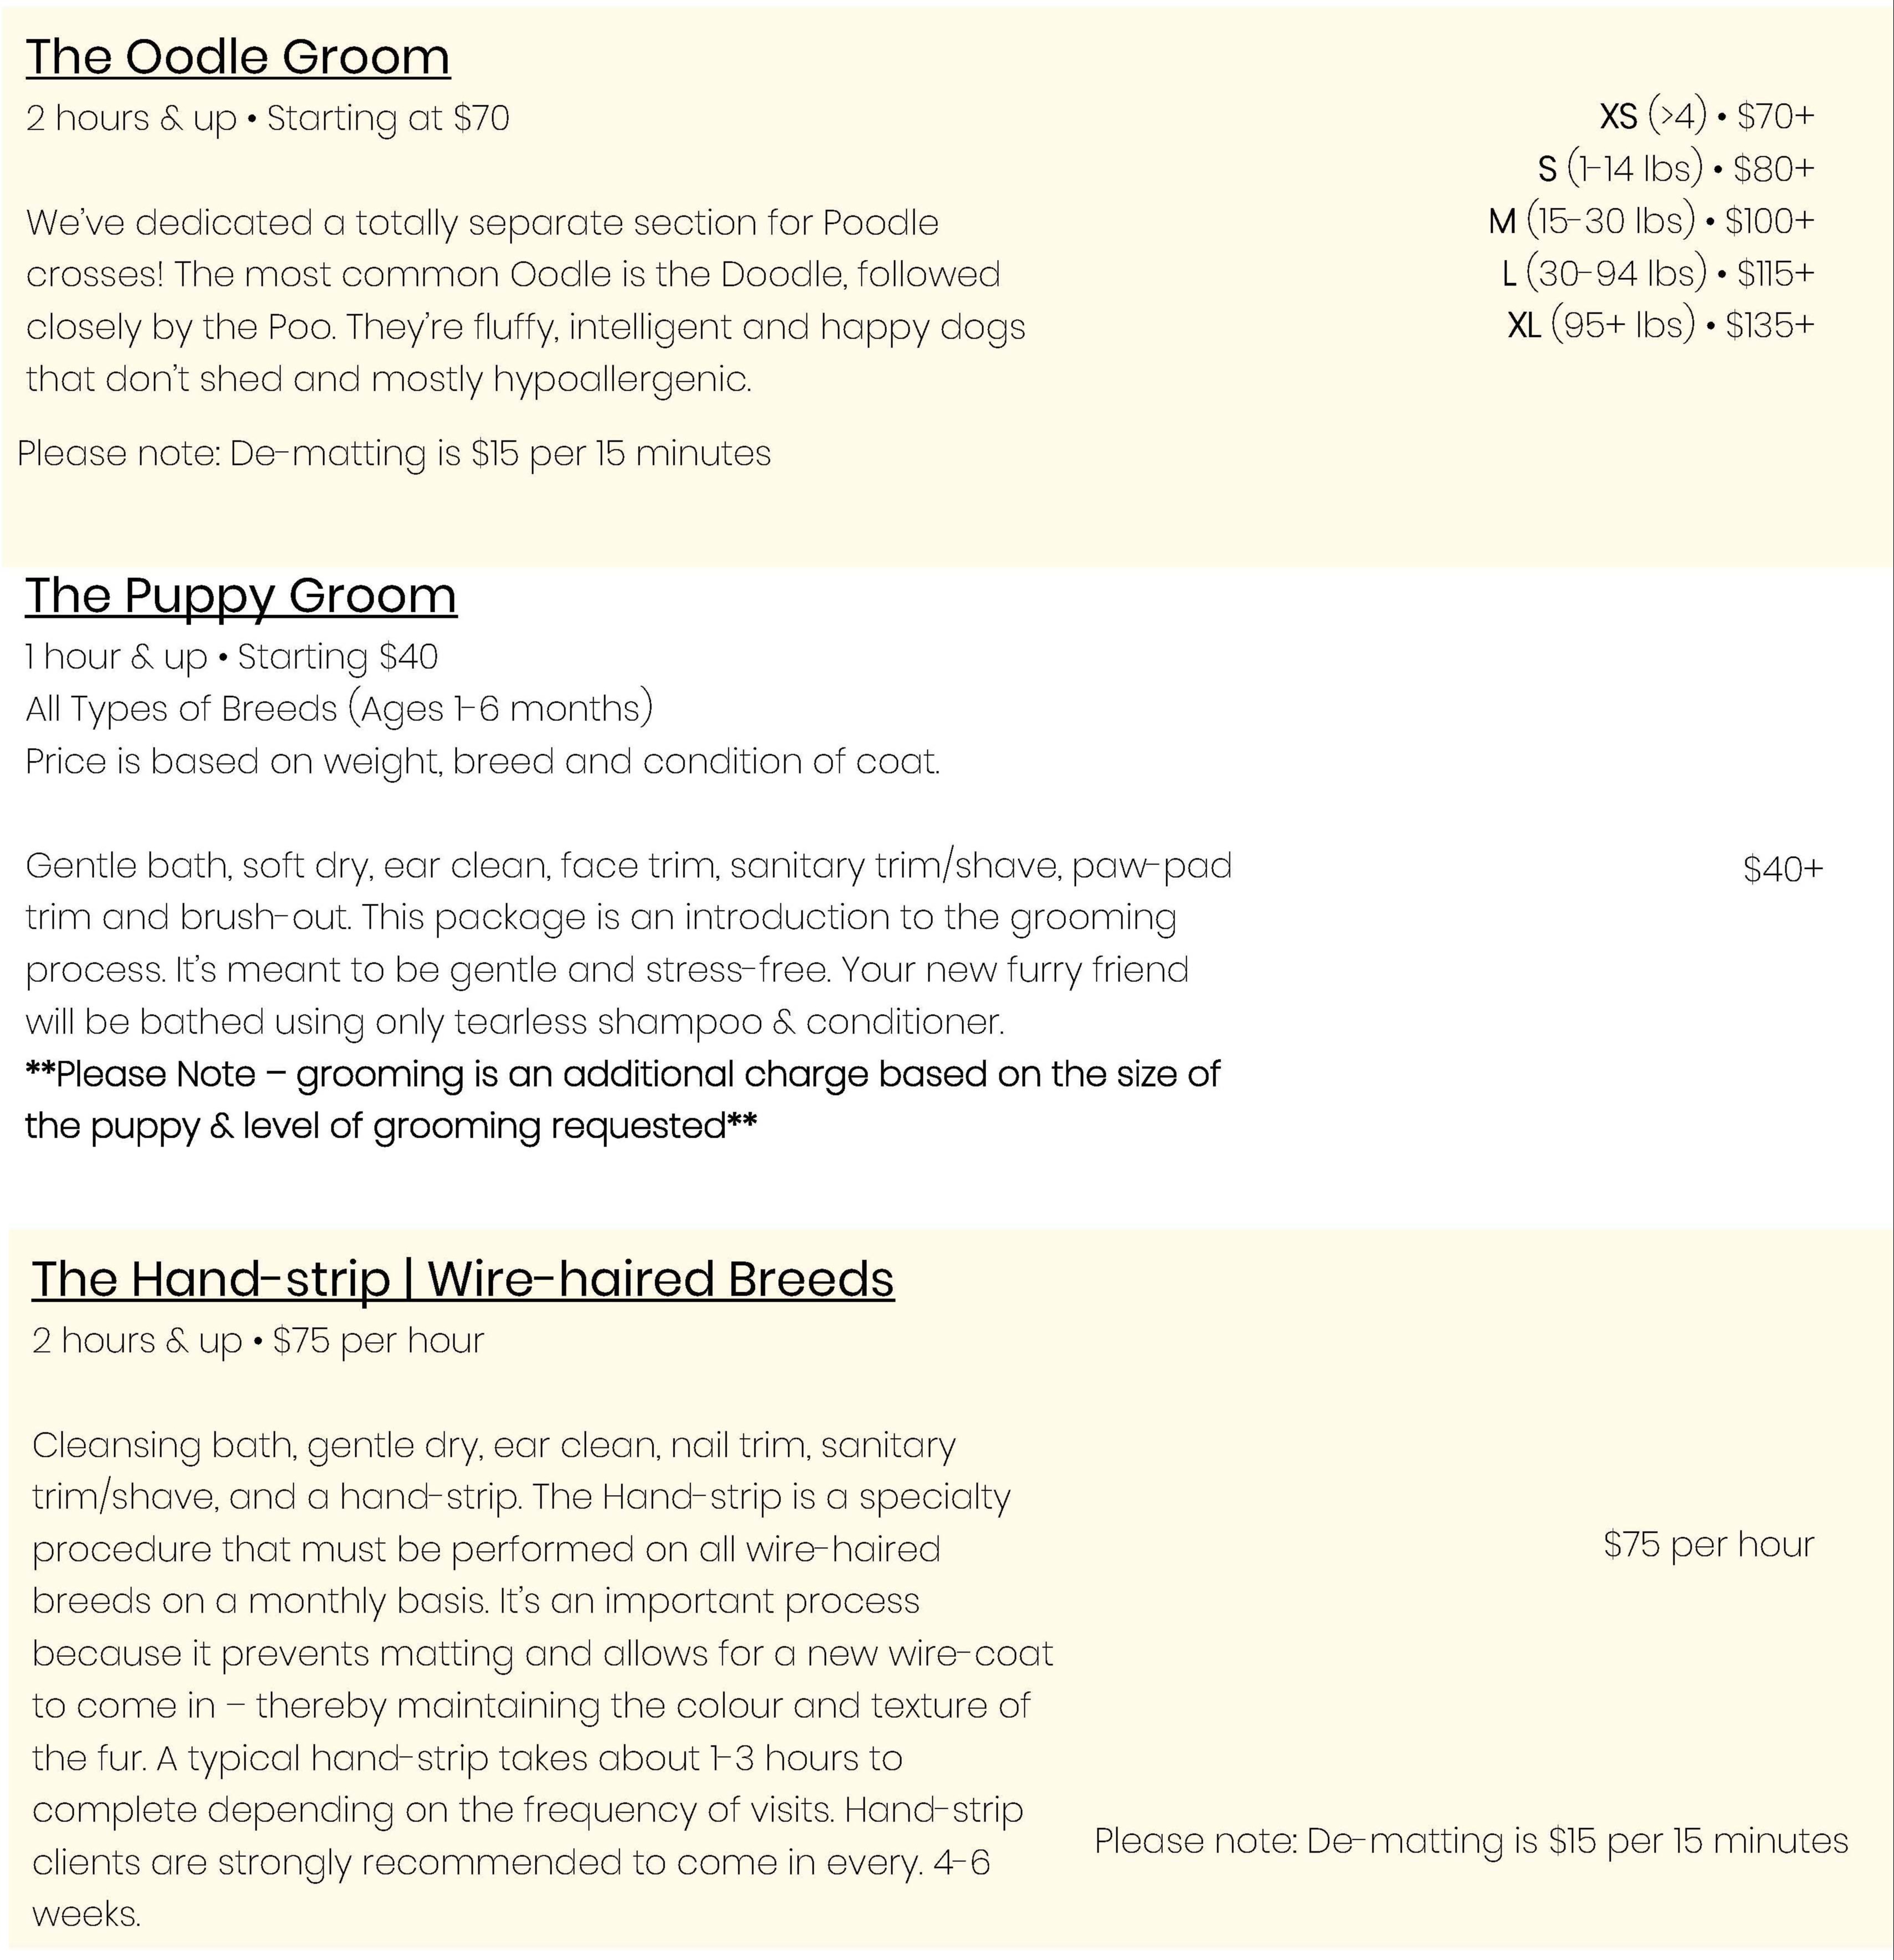 The Oodle Groom
2 hours & up • Starting at $70
XS (>4) • $70+
S (1-14 lbs) • $80+
M (15-30 lbs) • $100+
L (30-94 lbs) • $115+
XL (95+ lbs) • $135+
We've dedicated a totally separate section for Poodle
crosses! The most common Oodle is the Doodle, followed
closely by the Poo. They're fluffy, intelligent and happy dogs
that don't shed and mostly hypoallergenic.
Please note: De-matting is $15 per 15 minutes
The Puppy Groom
1 hour & up • Starting $40
All Types of Breeds (Ages 1-6 months)
Price is based on weight, breed and condition of coat.
Gentle bath, soft dry, ear clean, face trim, sanitary trim/shave, paw-pad
trim and brush-out. This package is an introduction to the grooming
process. It's meant to be gentle and stress-free. Your new furry friend
will be bathed using only tearless shampoo & conditioner.
**Please Note – grooming is an additional charge based on the size of
the puppy & level of grooming requested**
$40+
The Hand-strip | Wire-haired Breeds
2 hours & up • $75 per hour
Cleansing bath, gentle dry, ear clean, nail trim, sanitary
trim/shave, and a hand-strip. The Hand-strip is a specialty
procedure that must be performed on all wire-haired
breeds on a monthly basis. It's an important process
because it prevents matting and allows for a new wire-coat
to come in – thereby maintaining the colour and texture of
the fur. A typical hand-strip takes about 1-3 hours to
complete depending on the frequency of visits. Hand-strip
clients are strongly recommended to come in every. 4-6
weeks.
$75 per hour
Please note: De-matting is $15 per 15 minutes